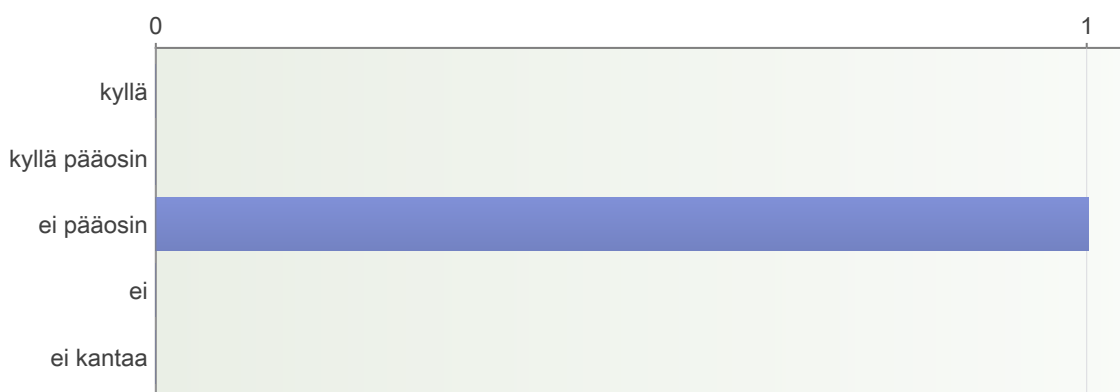 0 1
kyllä
kyllä pääosin
ei pääosin
ei
ei kantaa